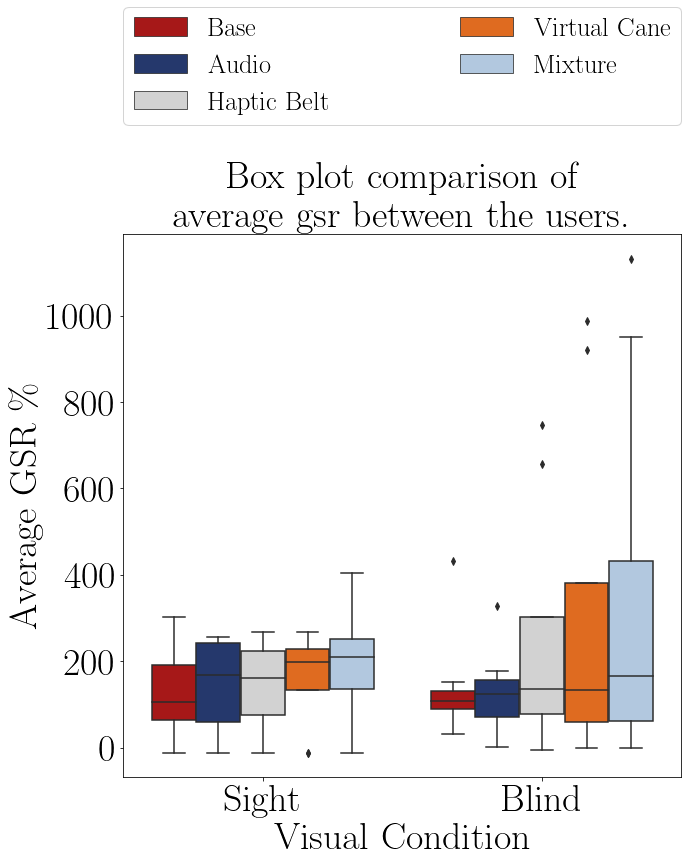 Base
Audio
Haptic Belt
Virtual Cane
Mixture
Box plot comparison of
average gsr between the users.
1000
800
600
400
200
0
Average GSR %
Sight
Blind
Visual Condition